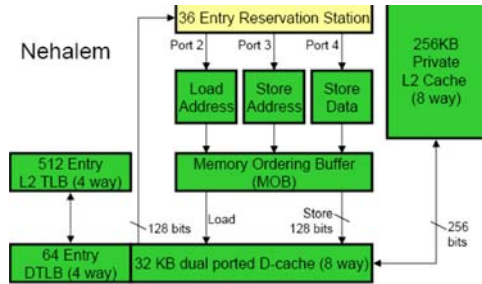 36 Entry Reservation Station
Nehalem
Port 2
Port 3
Port 4
256KB
Private
L2 Cache
(8 way)
Load
Address
Store
Address
Store
Data
512 Entry
L2 TLB (4 way)
Memory Ordering Buffer
(MOB)
128 bits
Load
Store
128 bits
256
bits
64 Entry
DTLB (4 way)
32 KB dual ported D-cache (8 way)